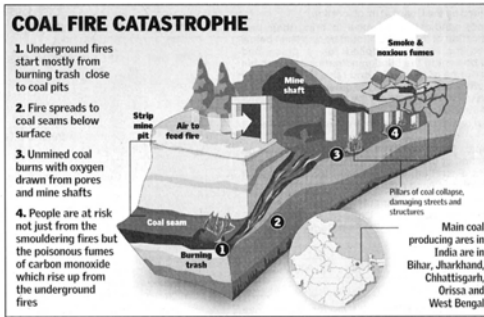 COAL FIRE CATASTROPHE
1. Underground fires
start mostly from
burning trash close
to coal pits
2. Fire spreads to
coal seams below
surface
3. Unmined coal
burns with oxygen
drawn from pores
and mine shafts
4. People are at risk
not just from the
smouldering fires but
the poisonous fumes
of carbon monoxide
which rise up from
the underground
fires
Smoke &
noxious fumes
Mine
shaft
Strip
mine
pit
Air to
feed fire
4
3
Pillars of coal collapse,
damaging streets and
structures
Coal seam
2
1
Burning
trash
Main coal
producing ares in
India are in
Bihar, Jharkhand,
Chhattisgarh,
Orissa and
West Bengal